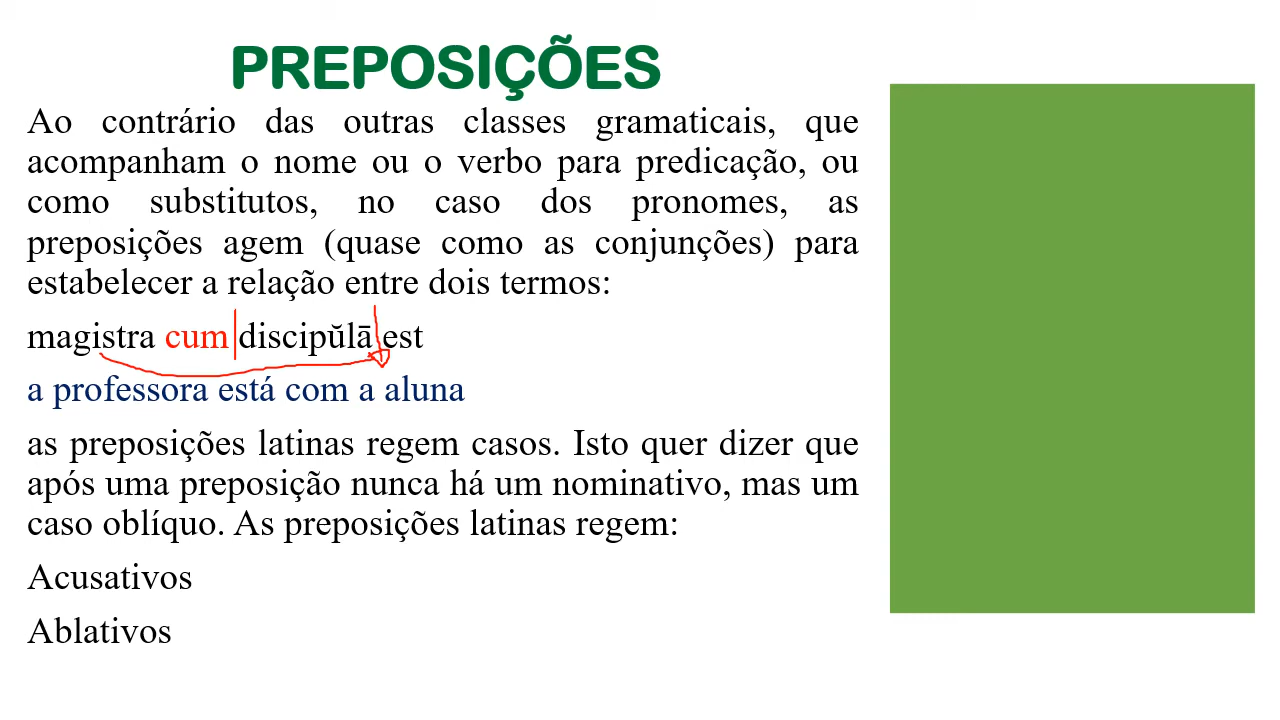 PREPOSIÇÕES
Ao contrário das outras classes gramaticais, que
acompanham o nome ou o verbo para predicação, ou
como substitutos, no caso dos pronomes, as
preposições agem (quase como as conjunções) para
estabelecer a relação entre dois termos:
magistra cum discipŭlā est
a professora está com a aluna
as preposições latinas regem casos. Isto quer dizer que
após uma preposição nunca há um nominativo, mas um
caso oblíquo. As preposições latinas regem:
Acusativos
Ablativos